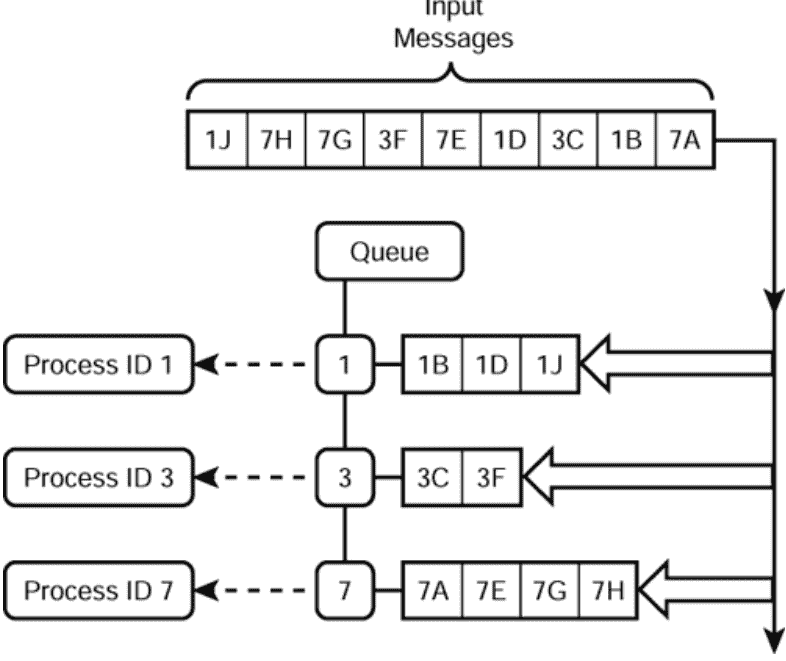 Input
Messages
1J 7H 7G 3F 7E 1D 3C 1B 7A
Queue
Process ID 1 1 1B 1D 1J
Process ID 3 3 3C 3F
Process ID 7 7 7A 7E 7G 7H